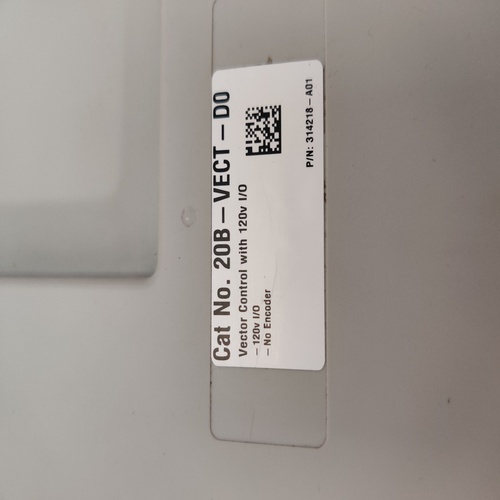 Cat No. 20B – VECT – D0
Vector Control with 120v I/O
– 120v I/O
– No Encoder
P/N: 314218 – A01